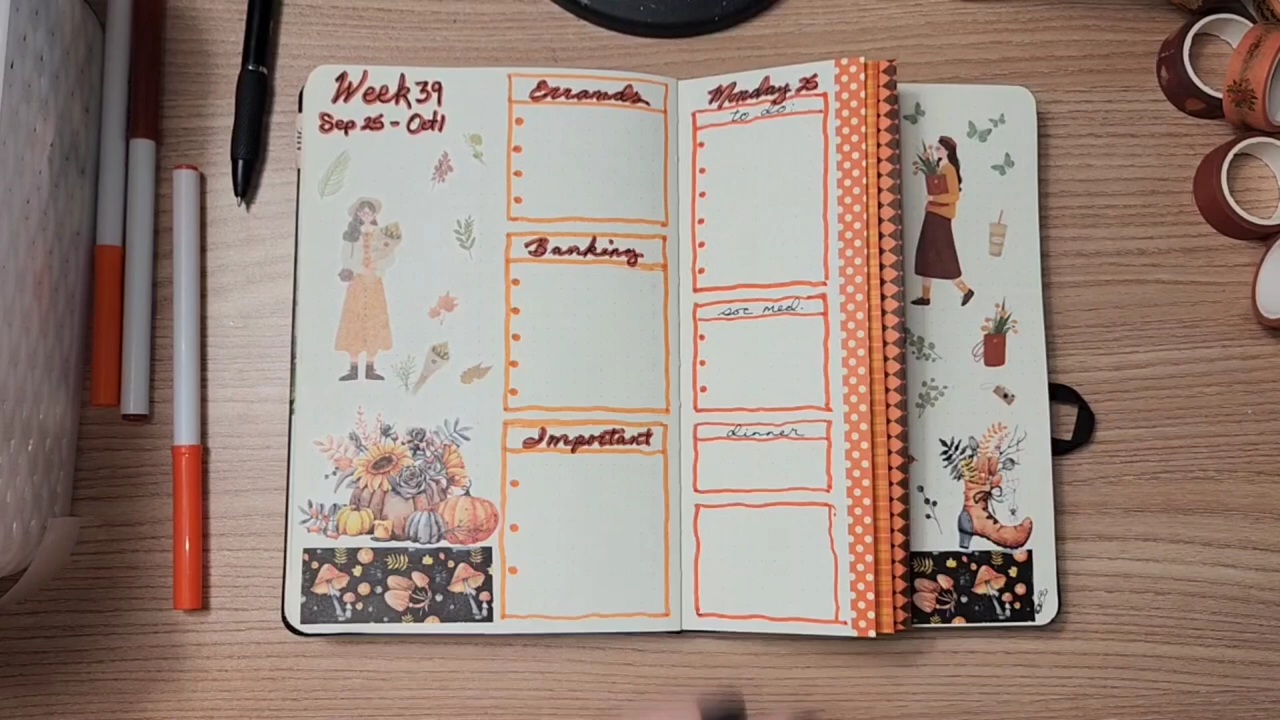 Week 39
Sep 25 - Oct 1
Errands
Banking
Important
Monday 25
to do:
soc med.
dinner